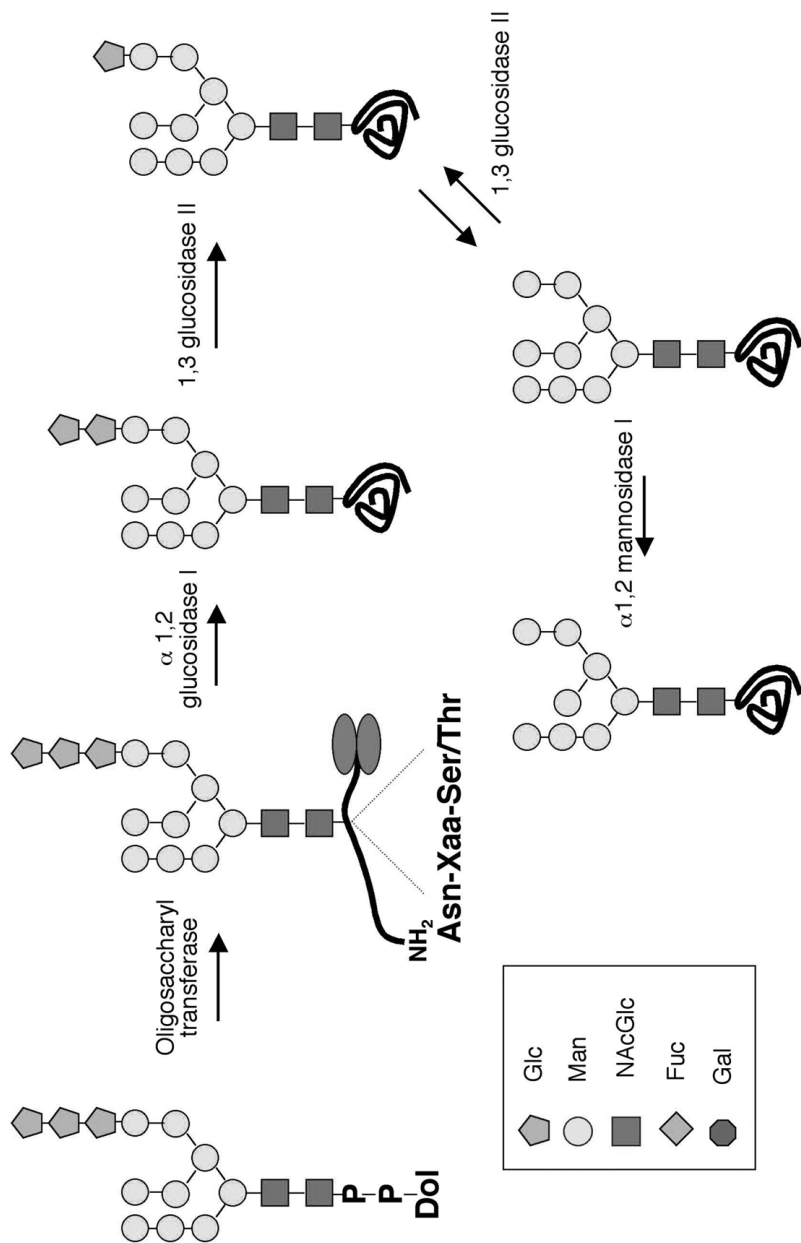 Oligosaccharyl
transferase
α 1,2
glucosidase I
1,3 glucosidase II
P
P
Dol
NH2
Asn-Xaa-Ser/Thr
1,3 glucosidase II
α1,2 mannosidase I
Glc
Man
NAcGlc
Fuc
Gal